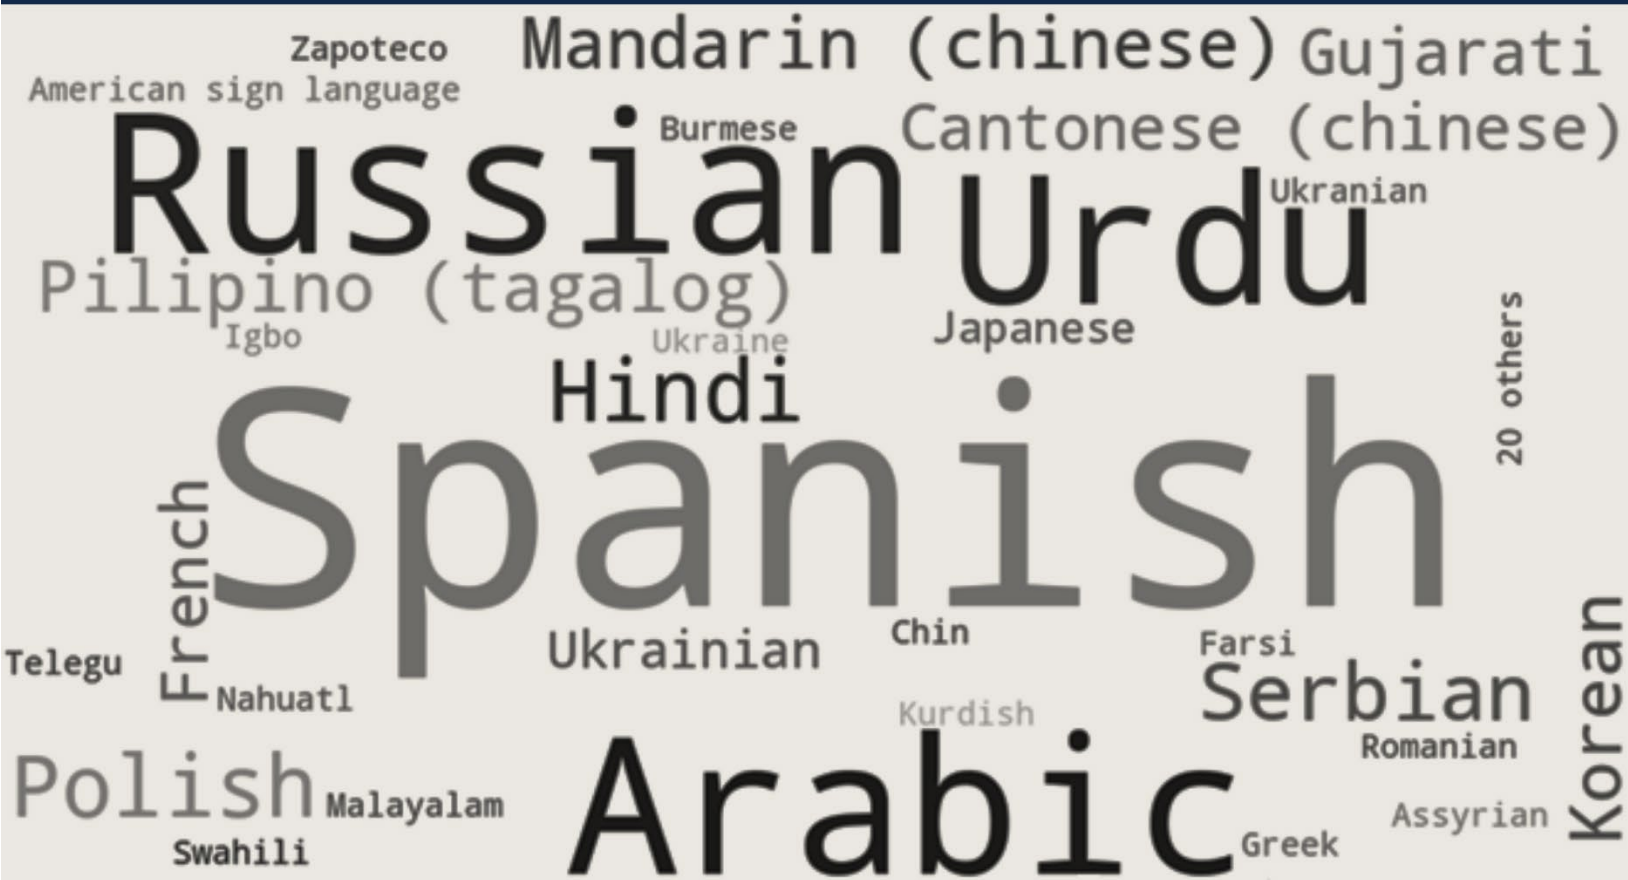 Zapoteco
Mandarin (chinese)
Gujarati
American sign language
Russian
Burmese
Cantonese (chinese)
Urdu
Ukranian
Pilipino (tagalog)
Igbo
Ukraine
Japanese
20 others
Hindi
Spanish
French
Ukrainian
Chin
Farsi
Telegu
Nahuatl
Serbian
Korean
Kurdish
Romanian
Polish
Malayalam
Arabic
Assyrian
Swahili
Greek